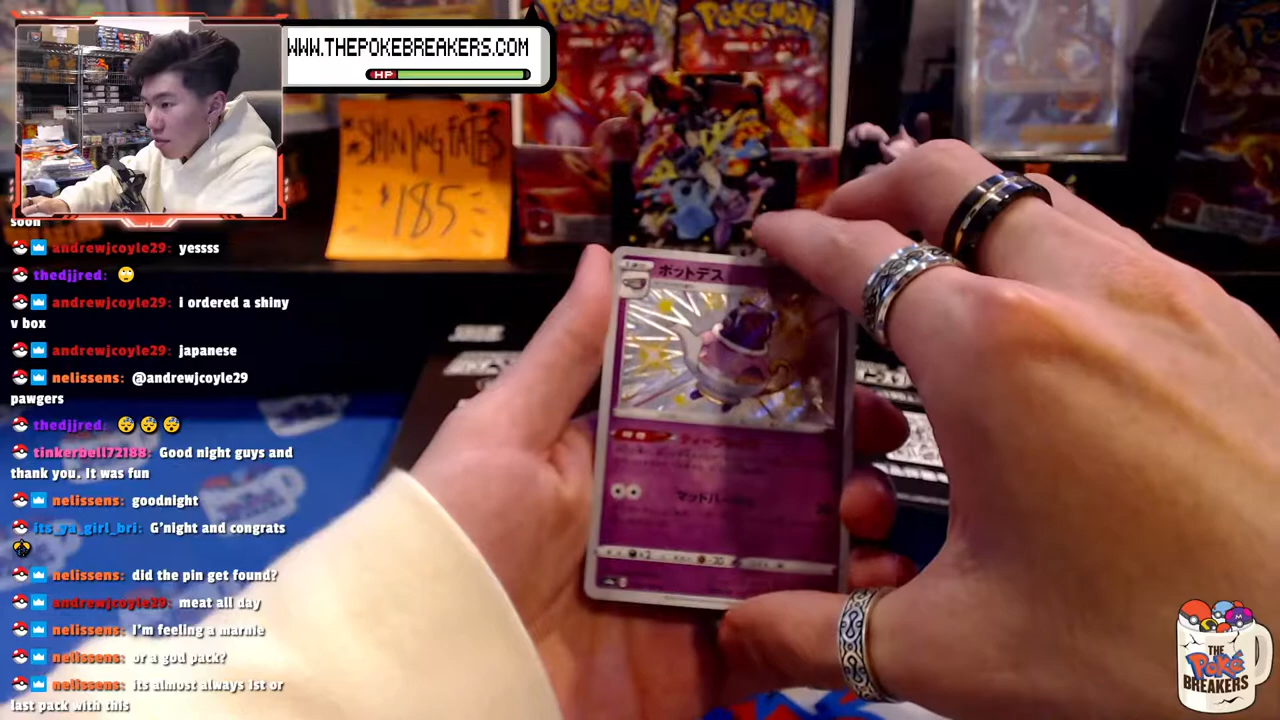 WWW.THEPOKEBREAKERS.COM
HP
Pokémon
Pokémon
SHINING FATES
$185
soon
andrewjcoyle29: yessss
thedjjred: 🙄
andrewjcoyle29: i ordered a shiny
v box
andrewjcoyle29: japanese
nelissens: @andrewjcoyle29
pawgers
thedjjred: 😴 😴 😴
tinkerbell72188: Good night guys and
thank you. It was fun
nelissens: goodnight
its_ya_girl_bri: G'night and congrats
nelissens: did the pin get found?
andrewjcoyle29: meat all day
nelissens: I'm feeling a marnie
nelissens: or a god pack?
nelissens: its almost always 1st or
last pack with this
ポットデス
THE
Poké
BREAKERS